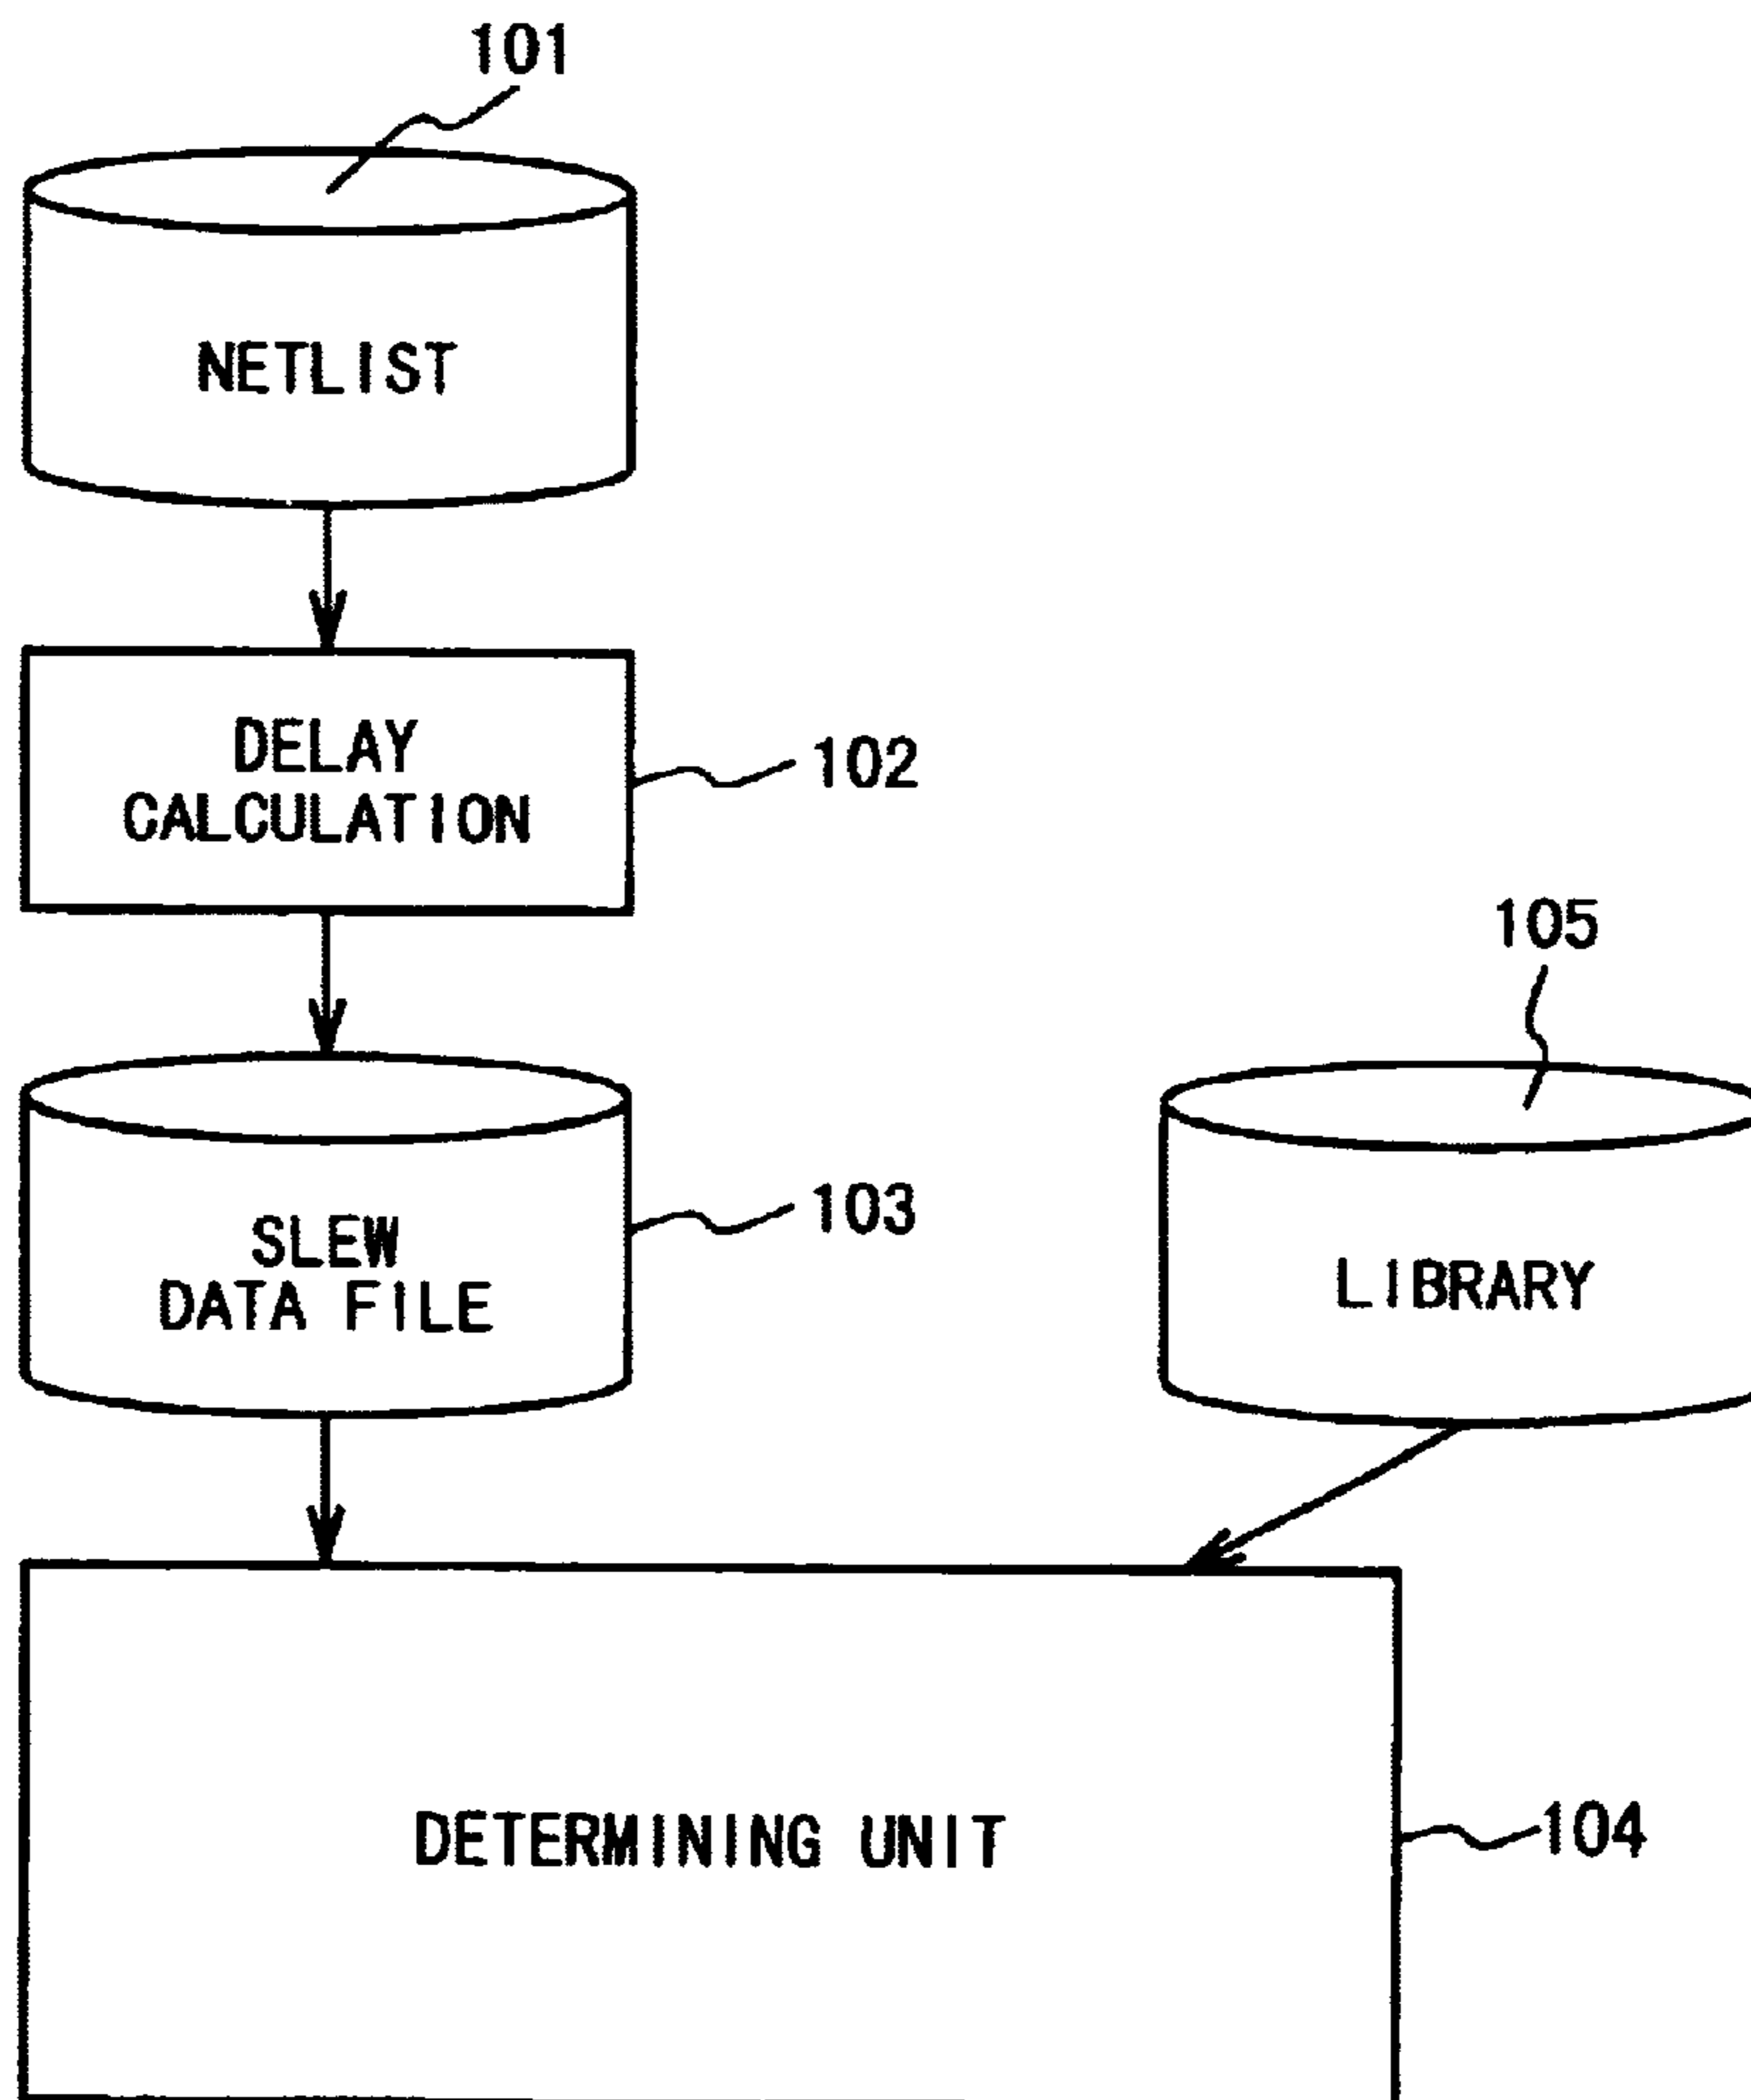 101
NETLIST
DELAY
CALCULATION
102
105
SLEW
DATA FILE
103
LIBRARY
DETERMINING UNIT
104